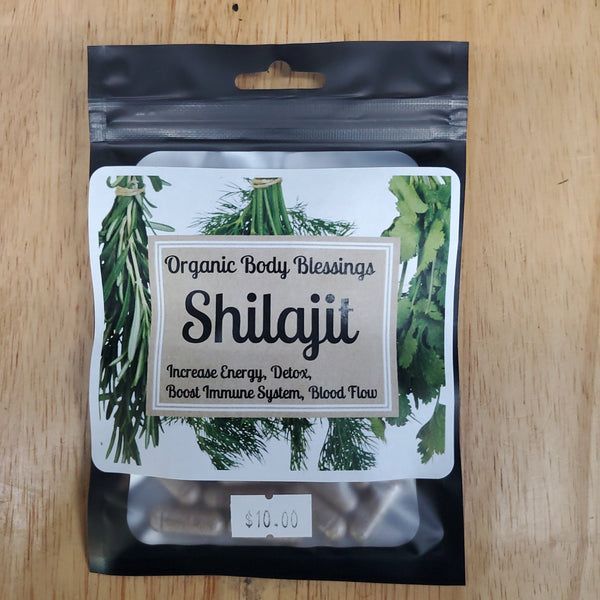 Organic Body Blessings
Shilajit
Increase Energy, Detox,
Boost Immune System, Blood Flow
$10.00